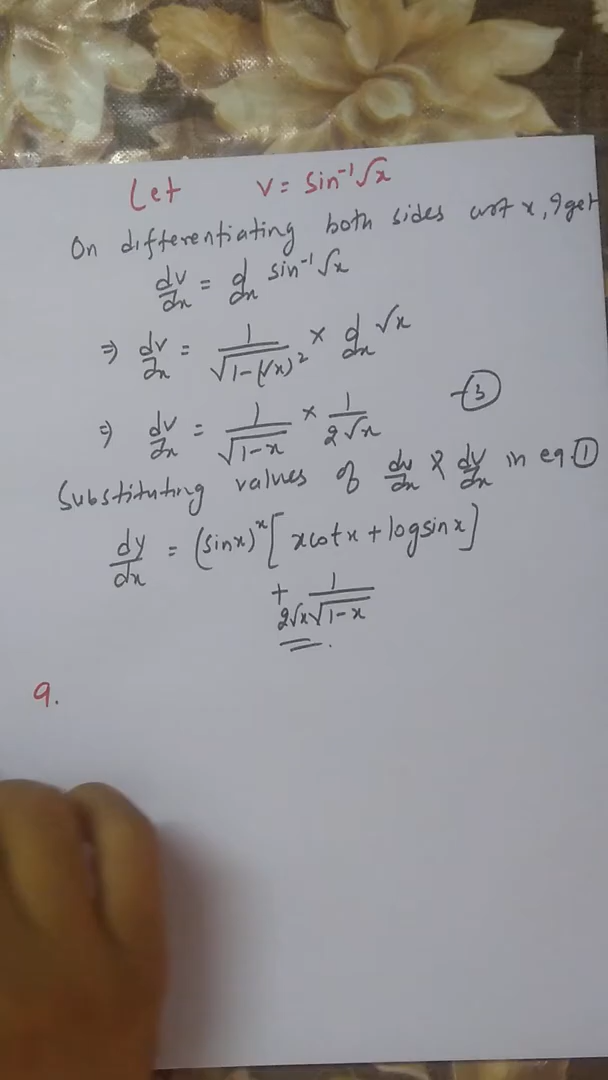 Let v = sin⁻¹√x
On differentiating both sides wrt x, I get
dv/dx = d/dx sin⁻¹√x
⇒ dv/dx = 1/√(1-(√x)²) × d/dx √x
⇒ dv/dx = 1/√(1-x) × 1/(2√x) -③
Substituting values of du/dx & dv/dx in eq ①
dy/dx = (sinx)ˣ [xcotx + logsinx]
+ 1/(2√x√(1-x))
9.